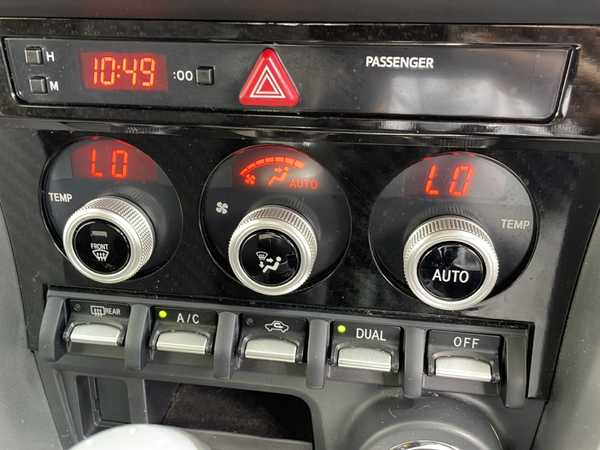 H
10:49 :00
PASSENGER
M
LO
AUTO
LO
TEMP
TEMP
FRONT
AUTO
REAR
A/C
DUAL
OFF